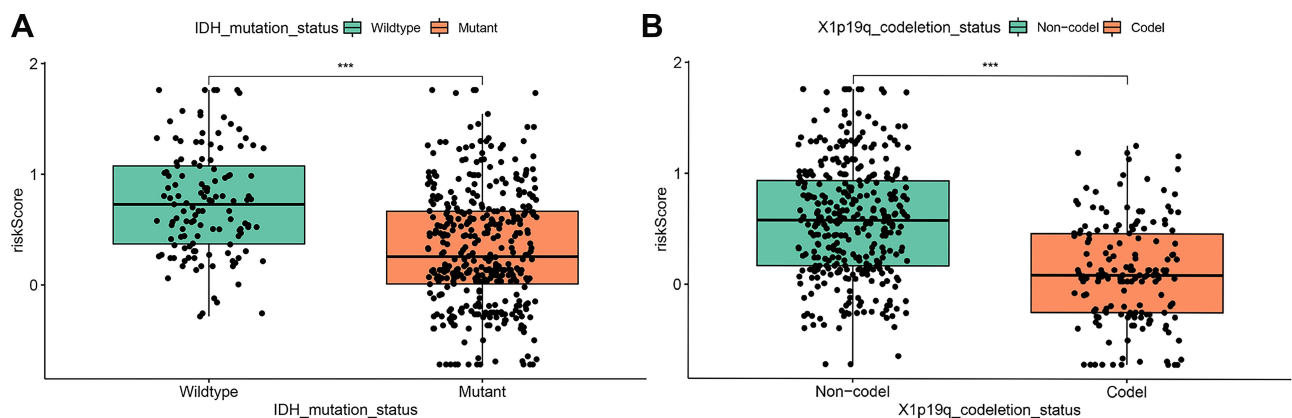 A
IDH_mutation_status Wildtype Mutant
2
1
0
riskScore
***
Wildtype Mutant
IDH_mutation_status
B
X1p19q_codeletion_status Non-codel Codel
2
1
0
riskScore
***
Non-codel Codel
X1p19q_codeletion_status